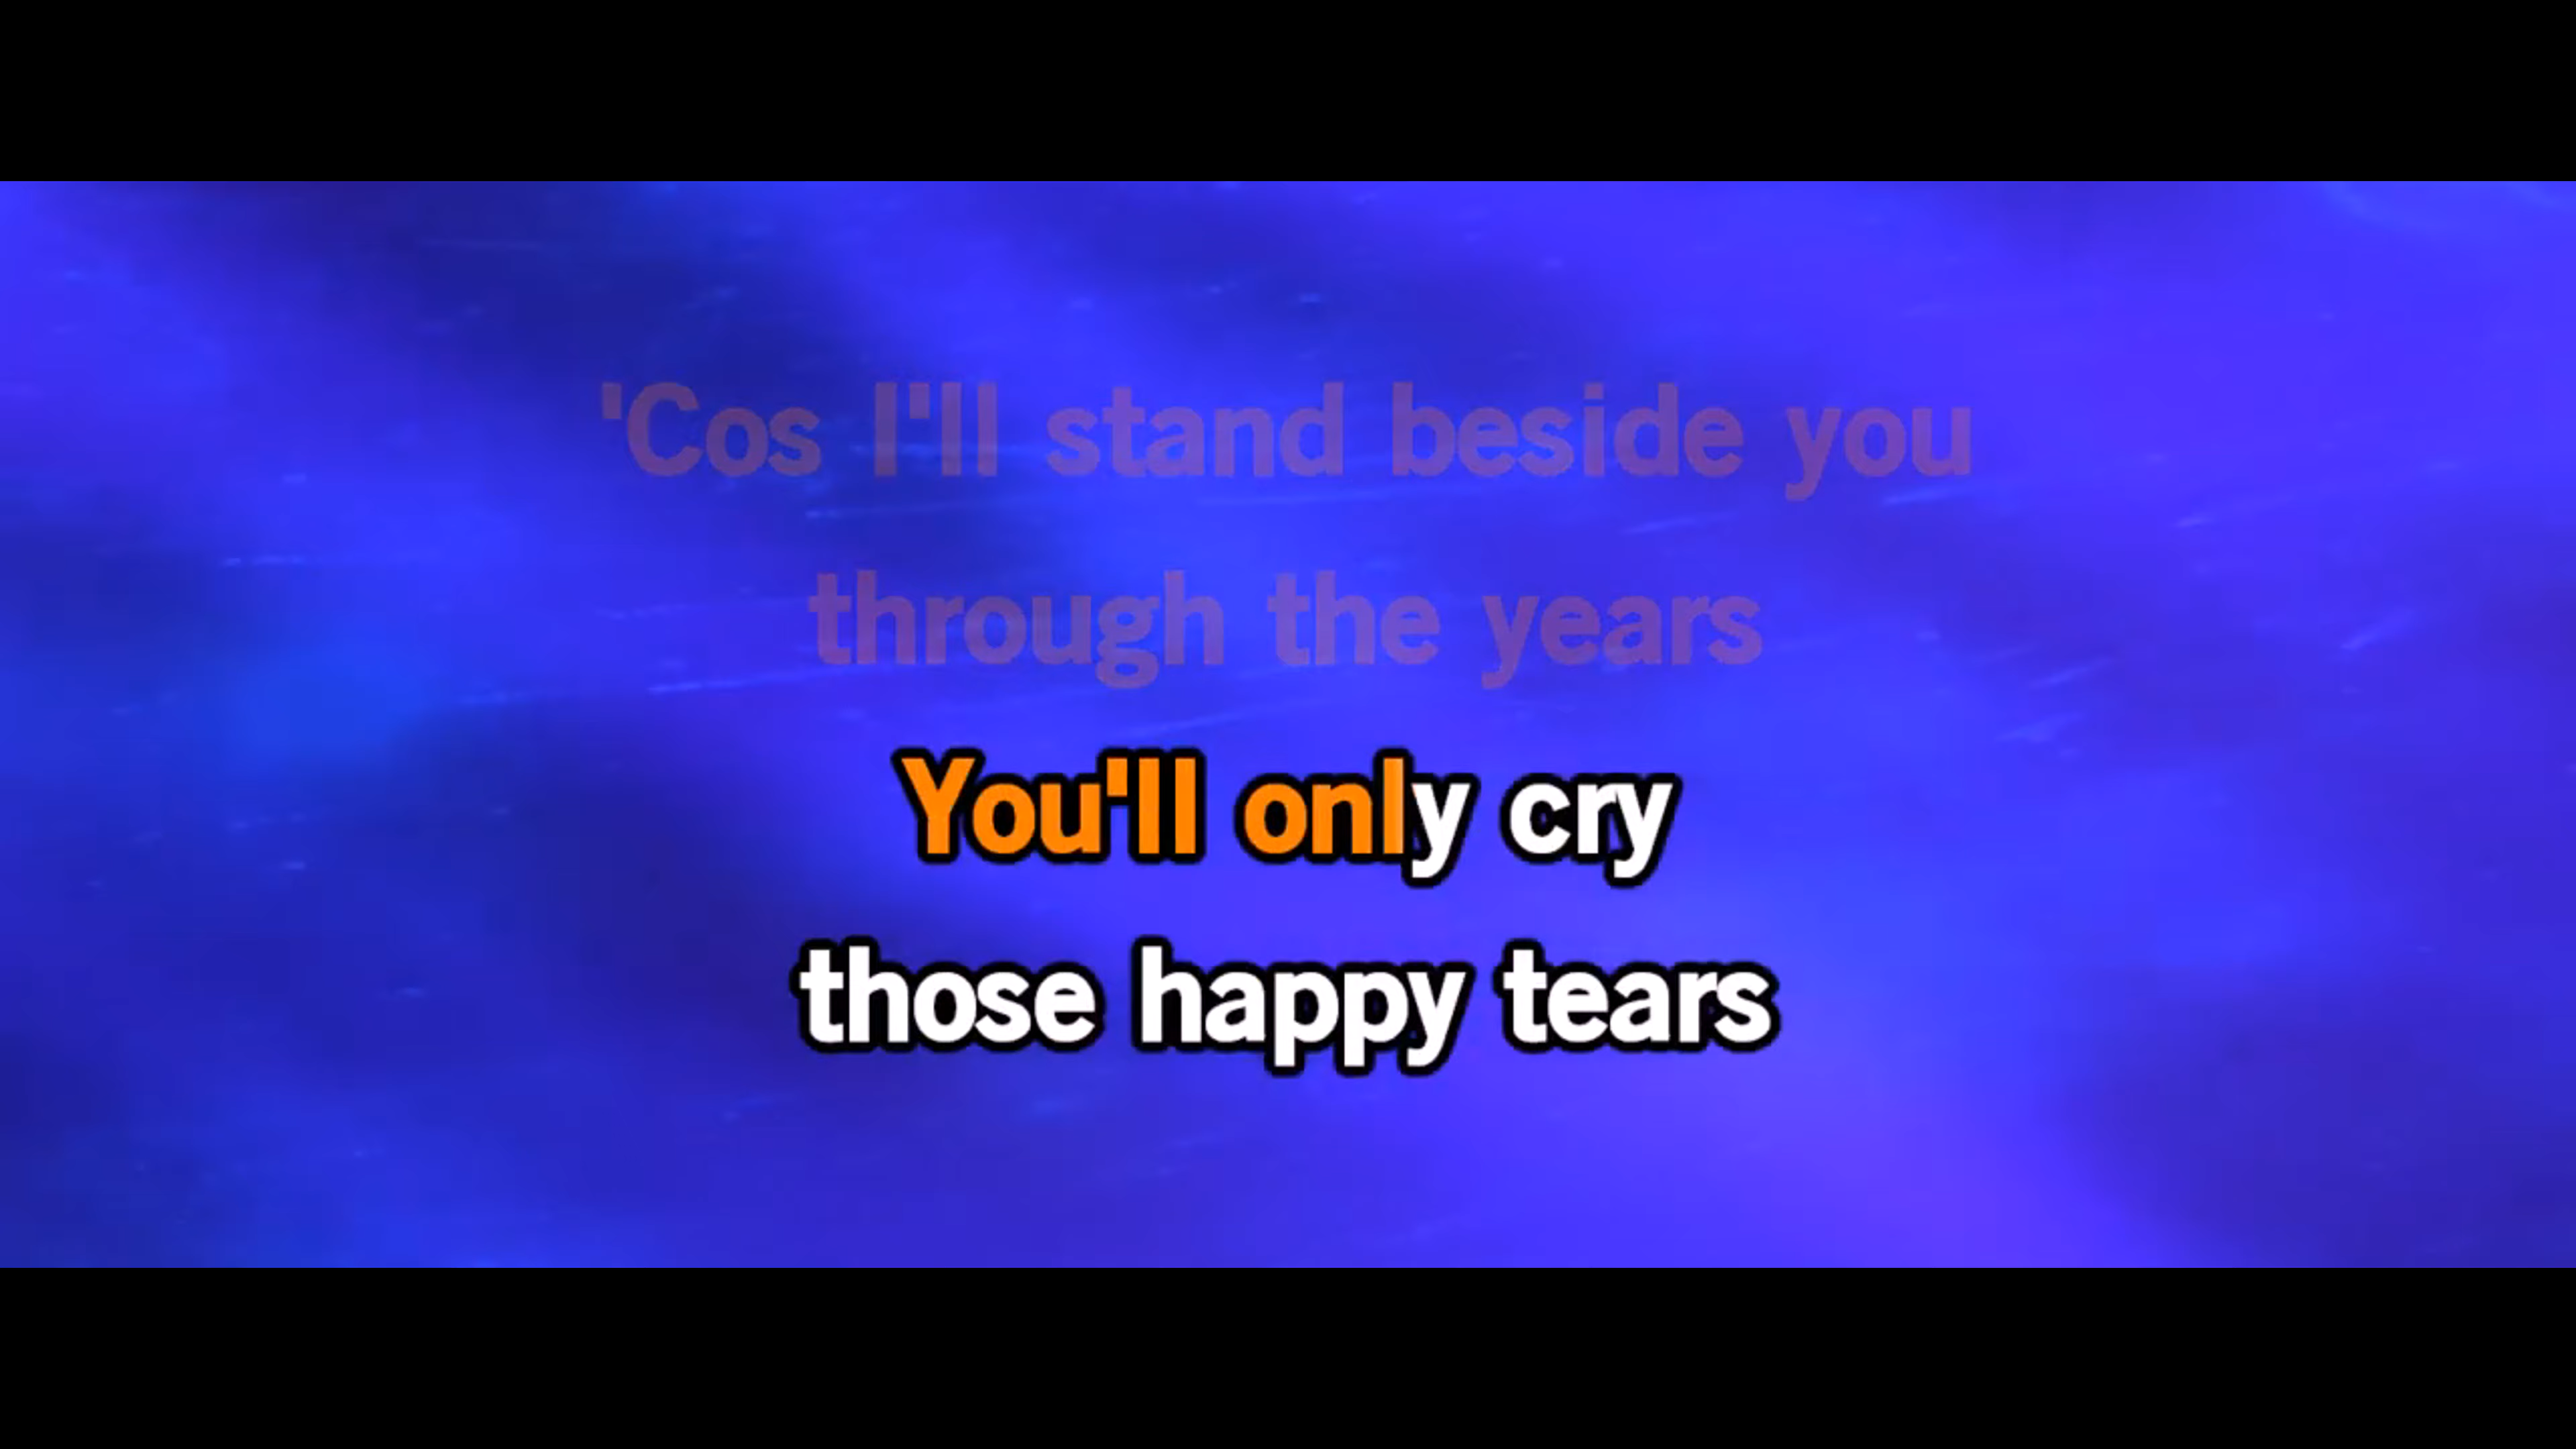 'Cos I'll stand beside you
through the years
You'll only cry
those happy tears